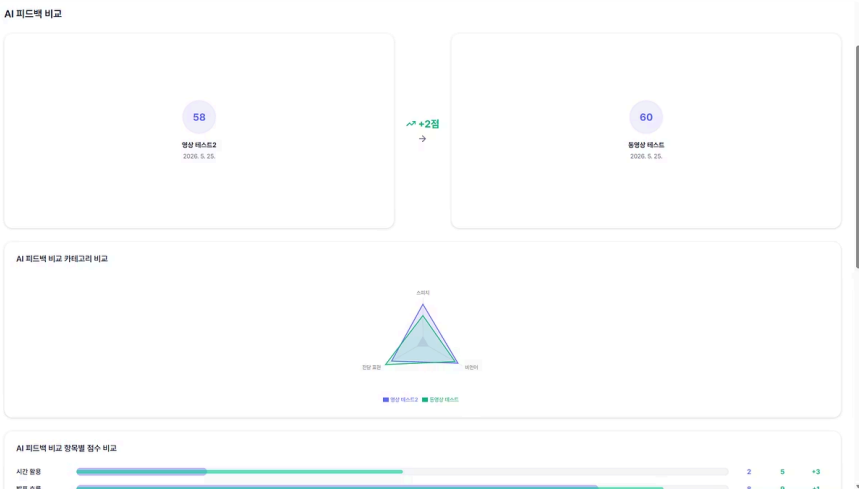 AI 피드백 비교
58
영상 테스트2
2026. 5. 25.
+2점
60
동영상 테스트
2026. 5. 25.
AI 피드백 비교 카테고리 비교
스피치
전달 표현
비언어
영상 테스트2
동영상 테스트
AI 피드백 비교 항목별 점수 비교
시간 활용 2 5 +3